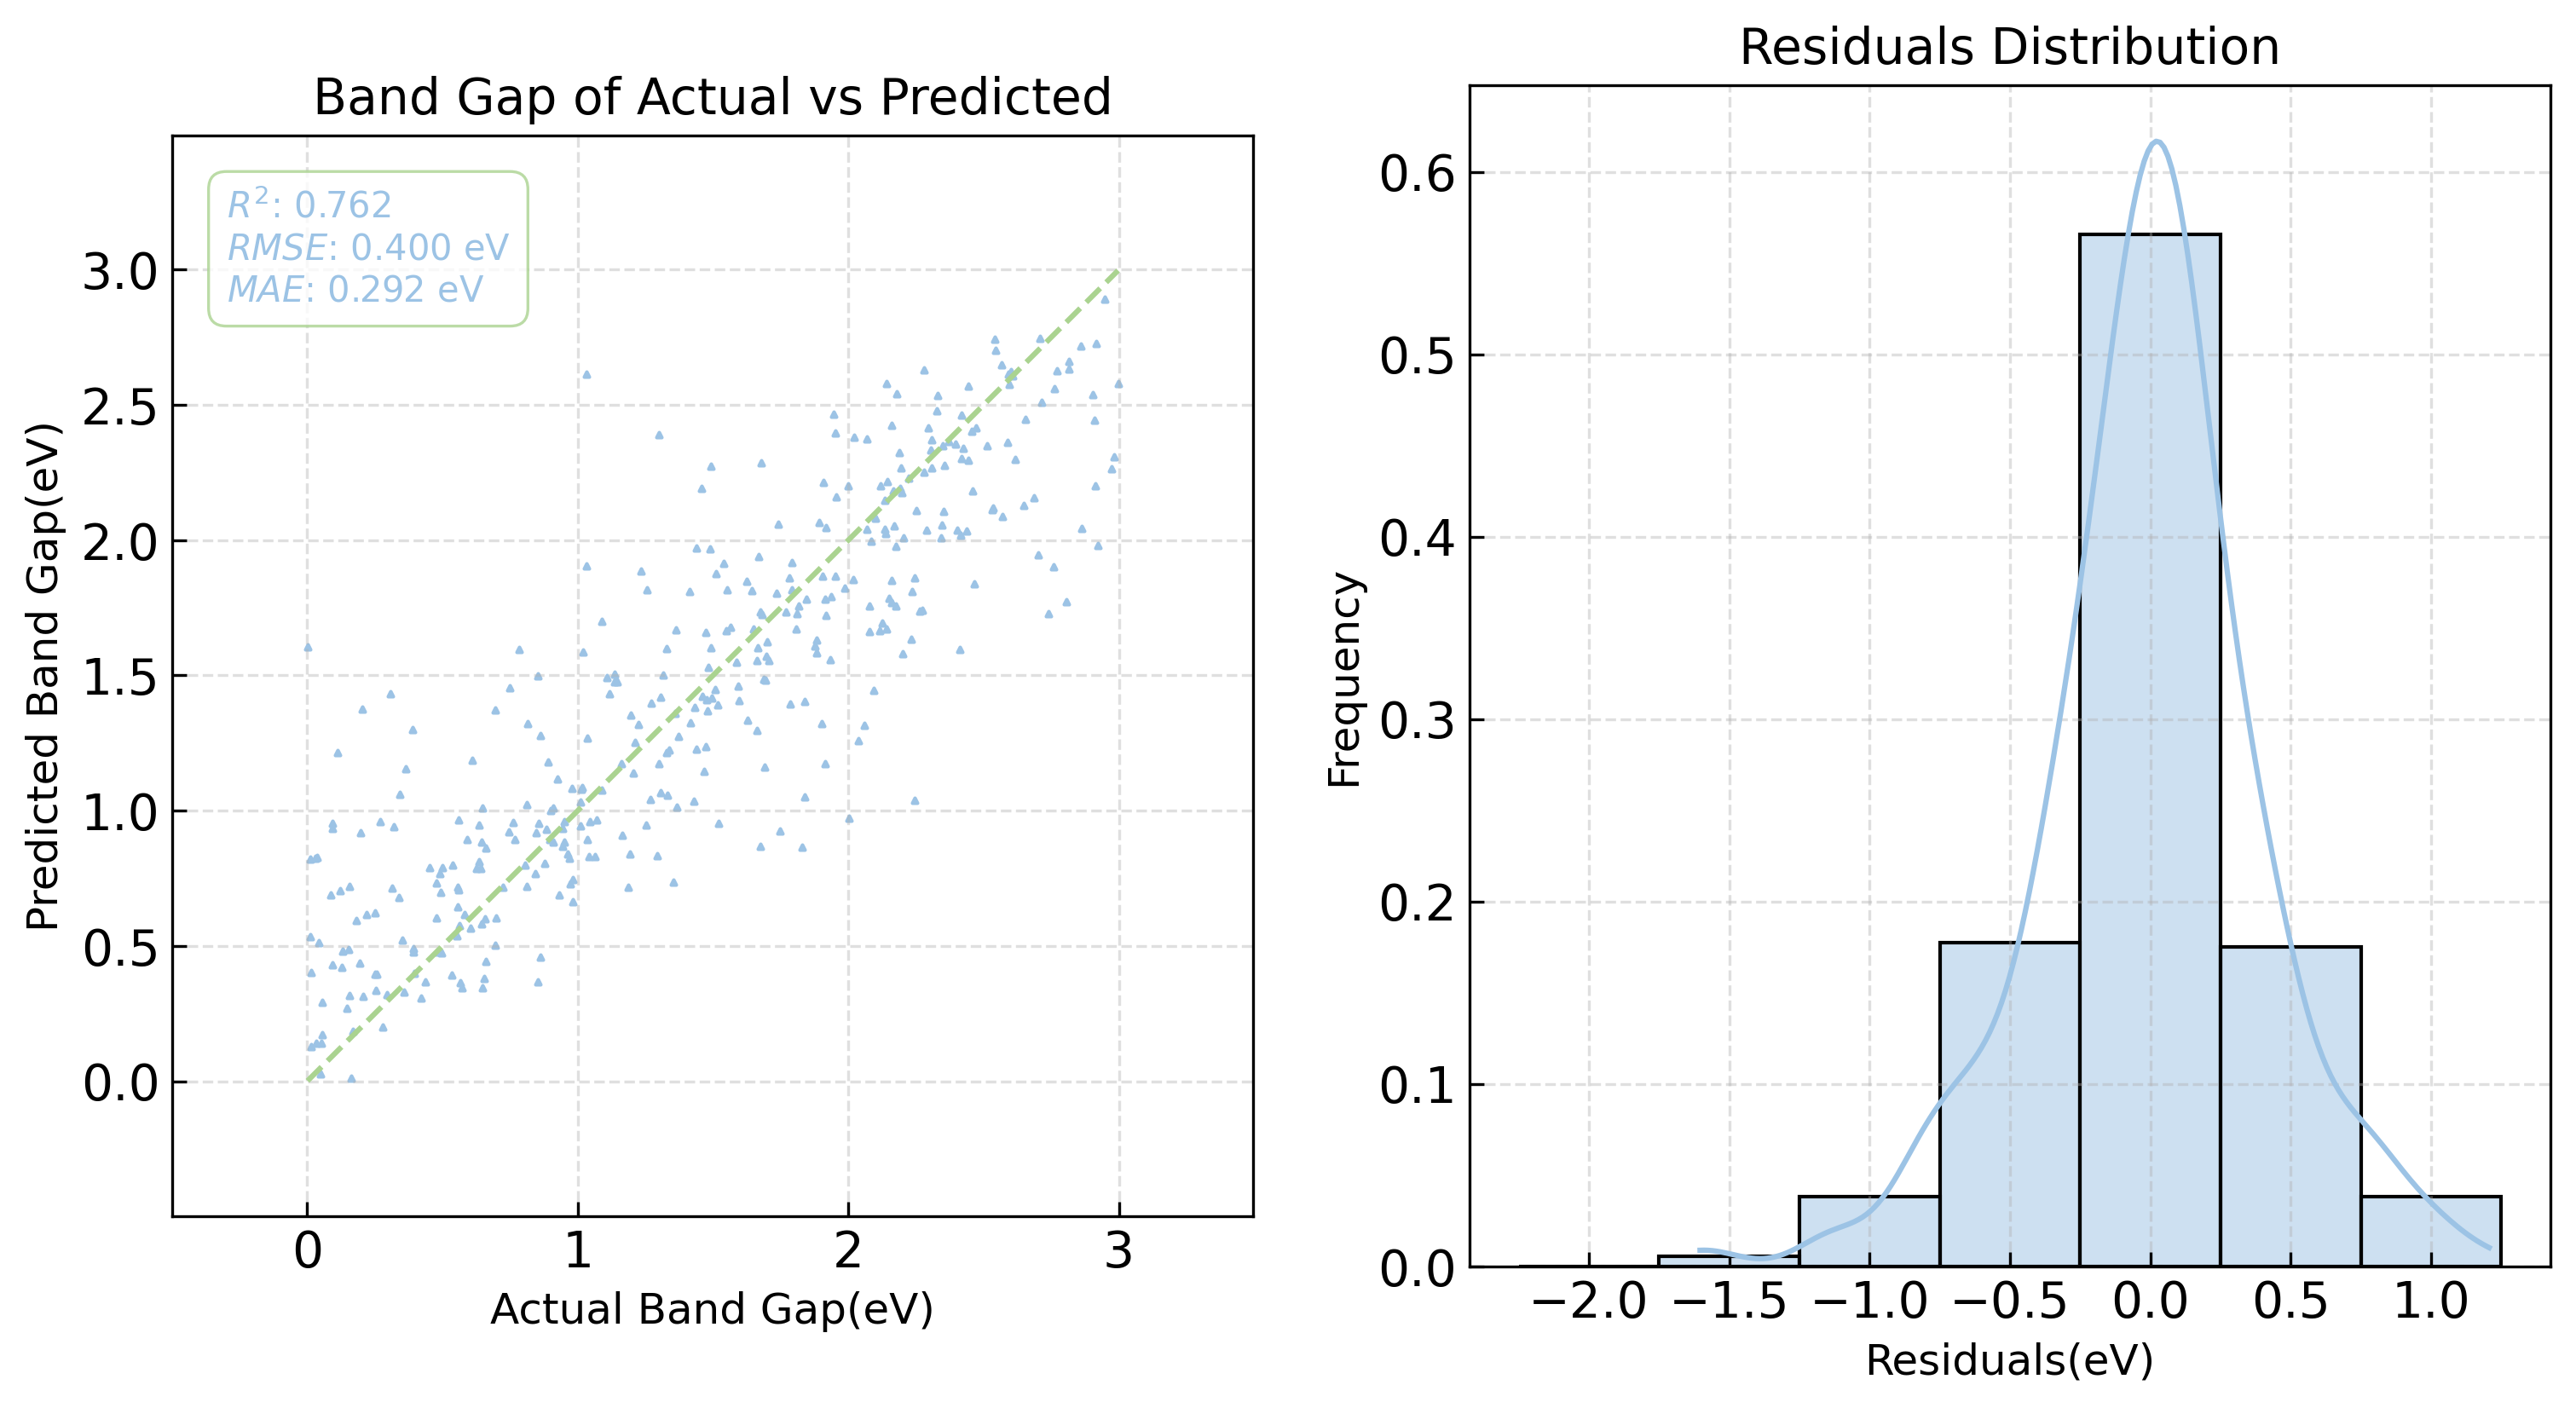 Band Gap of Actual vs Predicted
R²: 0.762
RMSE: 0.400 eV
MAE: 0.292 eV
3.0
2.5
2.0
1.5
1.0
0.5
0.0
Predicted Band Gap(eV)
0 1 2 3
Actual Band Gap(eV)
Residuals Distribution
0.6
0.5
0.4
0.3
0.2
0.1
0.0
Frequency
−2.0 −1.5 −1.0 −0.5 0.0 0.5 1.0
Residuals(eV)